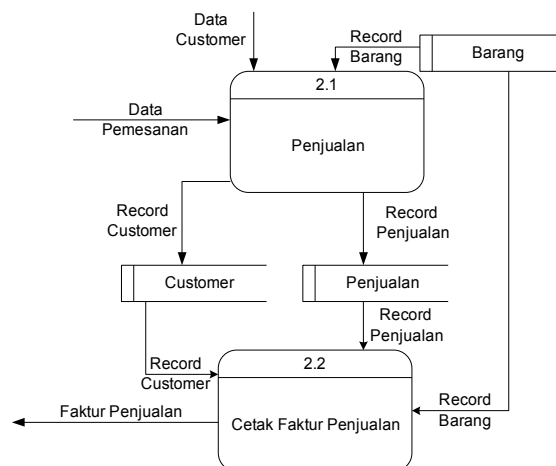 Data
Customer
Record
Barang
Barang
2.1
Data
Pemesanan
Penjualan
Record
Customer
Record
Penjualan
Customer
Penjualan
Record
Penjualan
Record
Customer
2.2
Faktur Penjualan
Cetak Faktur Penjualan
Record
Barang